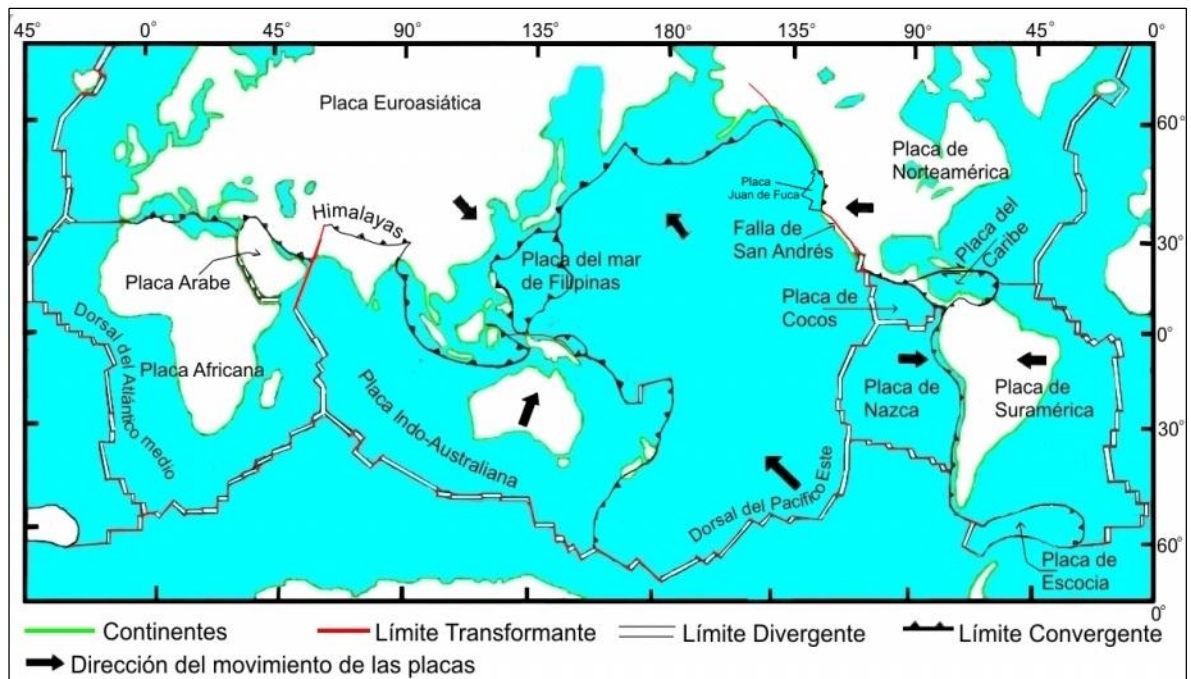 45° 0° 45° 90° 135° 180° 135° 90° 45° 0°
Placa Euroasiática
60°
Placa de
Norteamérica
Placa
Juan de Fuca
Himalayas
Falla de
San Andrés
Placa del
Caribe
30°
Placa Arabe
Placa del mar
de Filipinas
Placa de
Cocos
0°
Dorsal del
Atlántico
medio
Placa Africana
Placa de
Nazca
Placa de
Suramérica
Placa Indo-Australiana
30°
Dorsal del Pacífico Este
60°
Placa de
Escocia
0°
Continentes
Límite Transformante
Límite Divergente
Límite Convergente
Dirección del movimiento de las placas